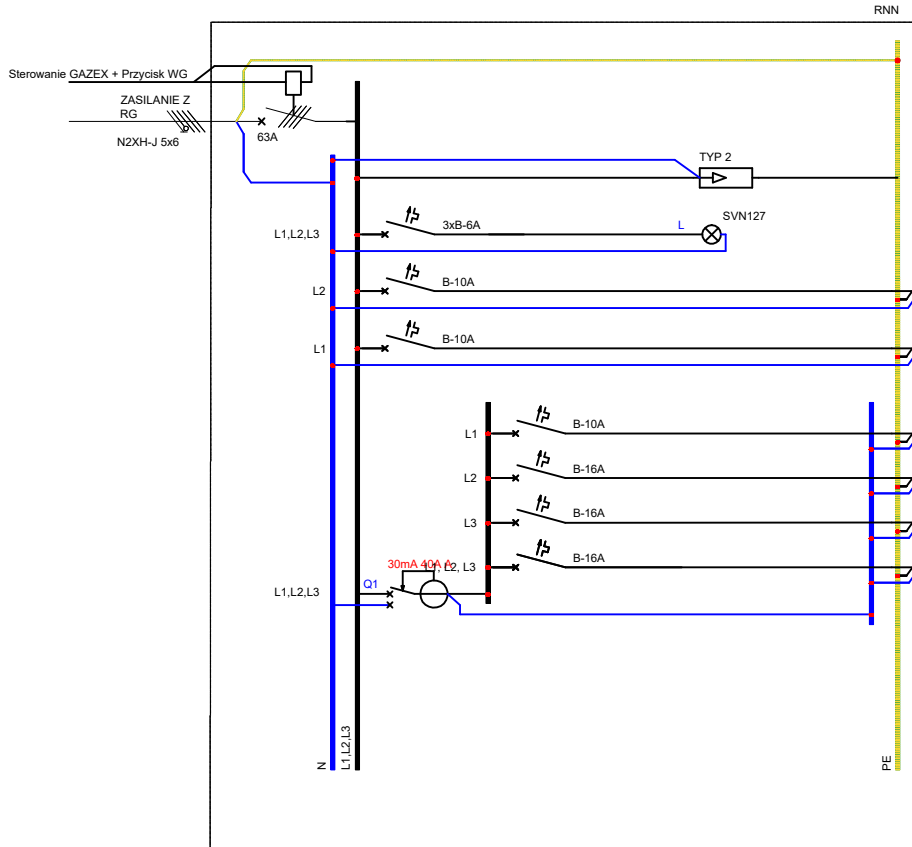 RNN
Sterowanie GAZEX + Przycisk WG
ZASILANIE Z
RG
63A
N2XH-J 5x6
TYP 2
SVN127
L1,L2,L3
3xB-6A
L
L2
B-10A
L1
B-10A
L1
B-10A
L2
B-16A
L3
B-16A
30mA 40A A
L2, L3
B-16A
L1,L2,L3
Q1
N
L1,L2,L3
PE